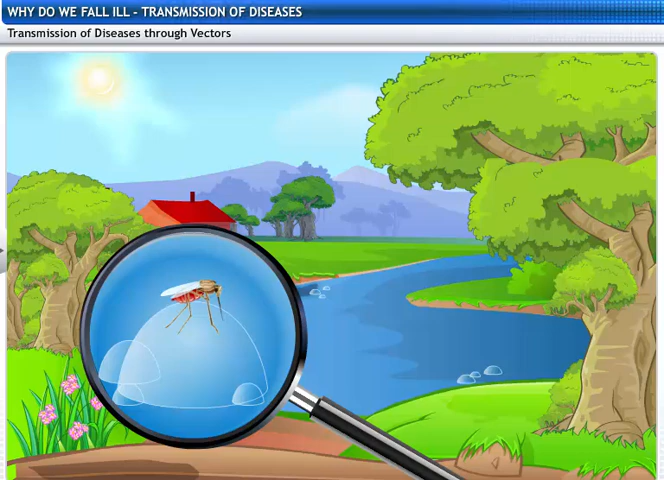 WHY DO WE FALL ILL - TRANSMISSION OF DISEASES
Transmission of Diseases through Vectors